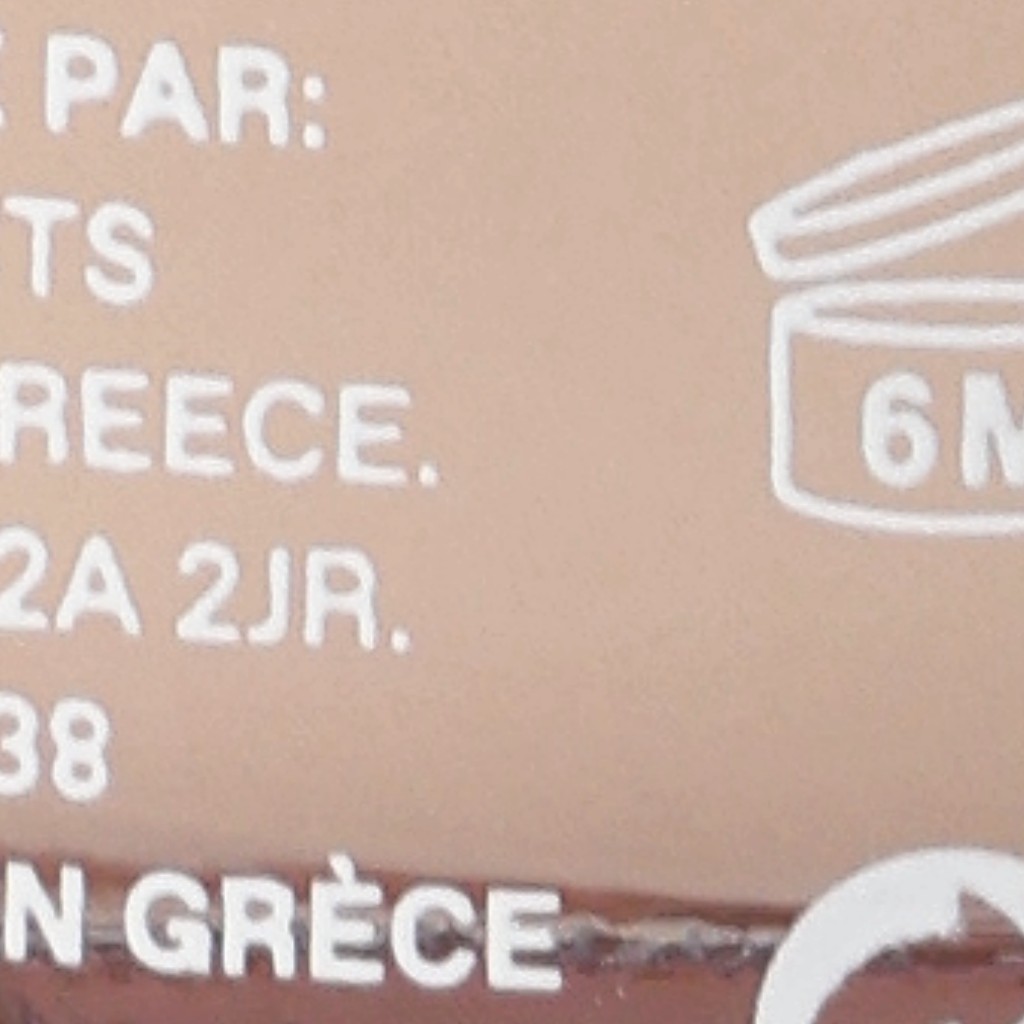 PAR:
TS
REECE.
2A 2JR.
38
N GRÈCE
6M